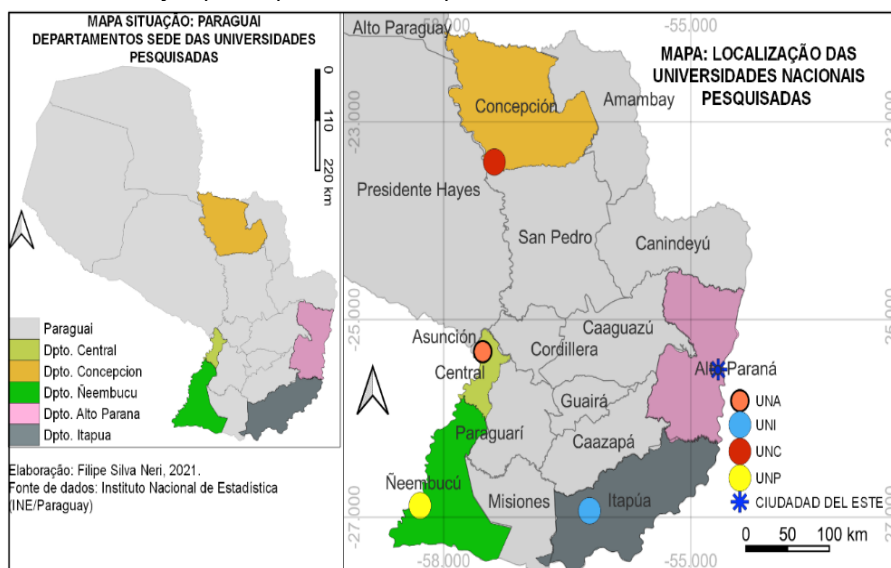 MAPA SITUAÇÃO: PARAGUAI
DEPARTAMENTOS SEDE DAS UNIVERSIDADES
PESQUISADAS
0
110
220 km
Paraguai
Dpto. Central
Dpto. Concepcion
Dpto. Ñeembucu
Dpto. Alto Parana
Dpto. Itapua
Elaboração: Filipe Silva Neri, 2021.
Fonte de dados: Instituto Nacional de Estadística
(INE/Paraguay)
-58.000
-55.000
MAPA: LOCALIZAÇÃO DAS
UNIVERSIDADES NACIONAIS
PESQUISADAS
Alto Paraguay
Concepción
Amambay
-23.000
-23.000
Presidente Hayes
San Pedro
Canindeyú
-25.000
-25.000
Asunción
Central
Cordillera
Caaguazú
Alto Paraná
Guairá
Paraguarí
Caazapá
Ñeembucú
Misiones
Itapúa
UNA
UNI
UNC
UNP
CIUDADAD DEL ESTE
-27.000
-27.000
0 50 100 km
-58.000
-55.000